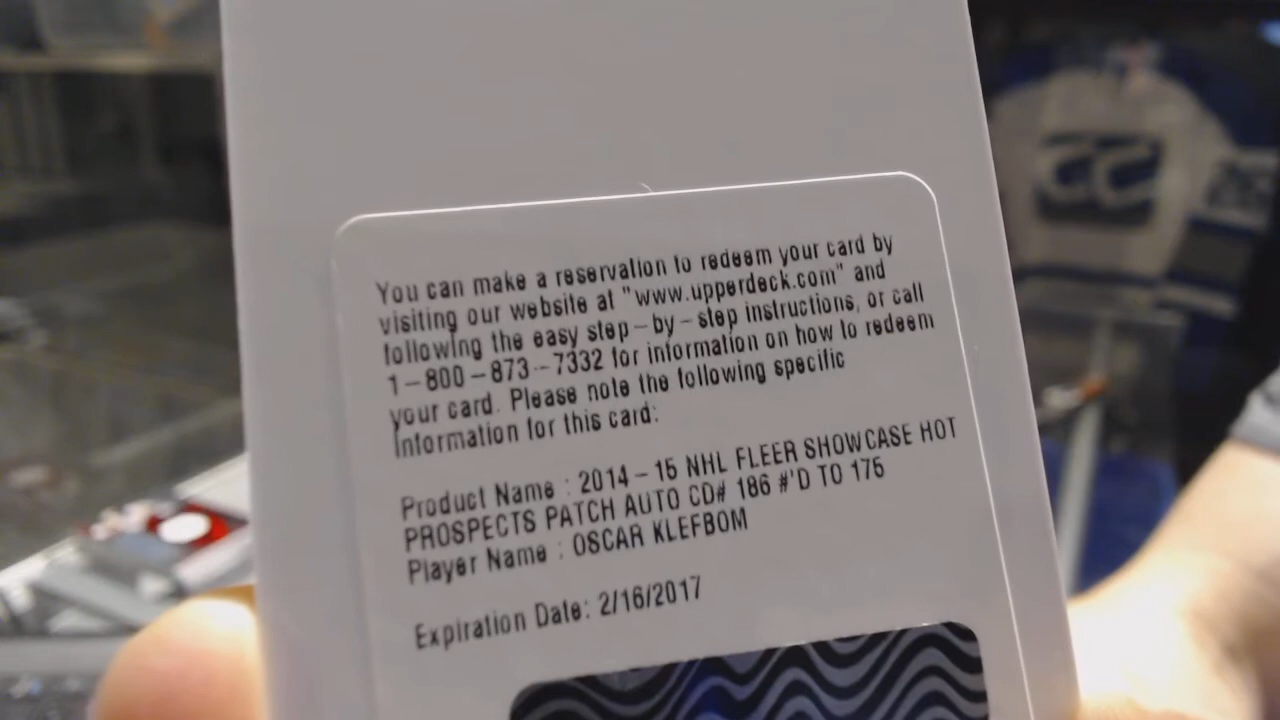 You can make a reservation to redeem your card by
visiting our website at "www.upperdeck.com" and
following the easy step-by-step instructions, or call
1-800-873--7332 for information on how to redeem
your card. Please note the following specific
Information for this card:
Product Name : 2014-15 NHL FLEER SHOWCASE HOT
PROSPECTS PATCH AUTO CD# 186 #'D TO 175
Player Name : OSCAR KLEFBOM
Expiration Date: 2/16/2017